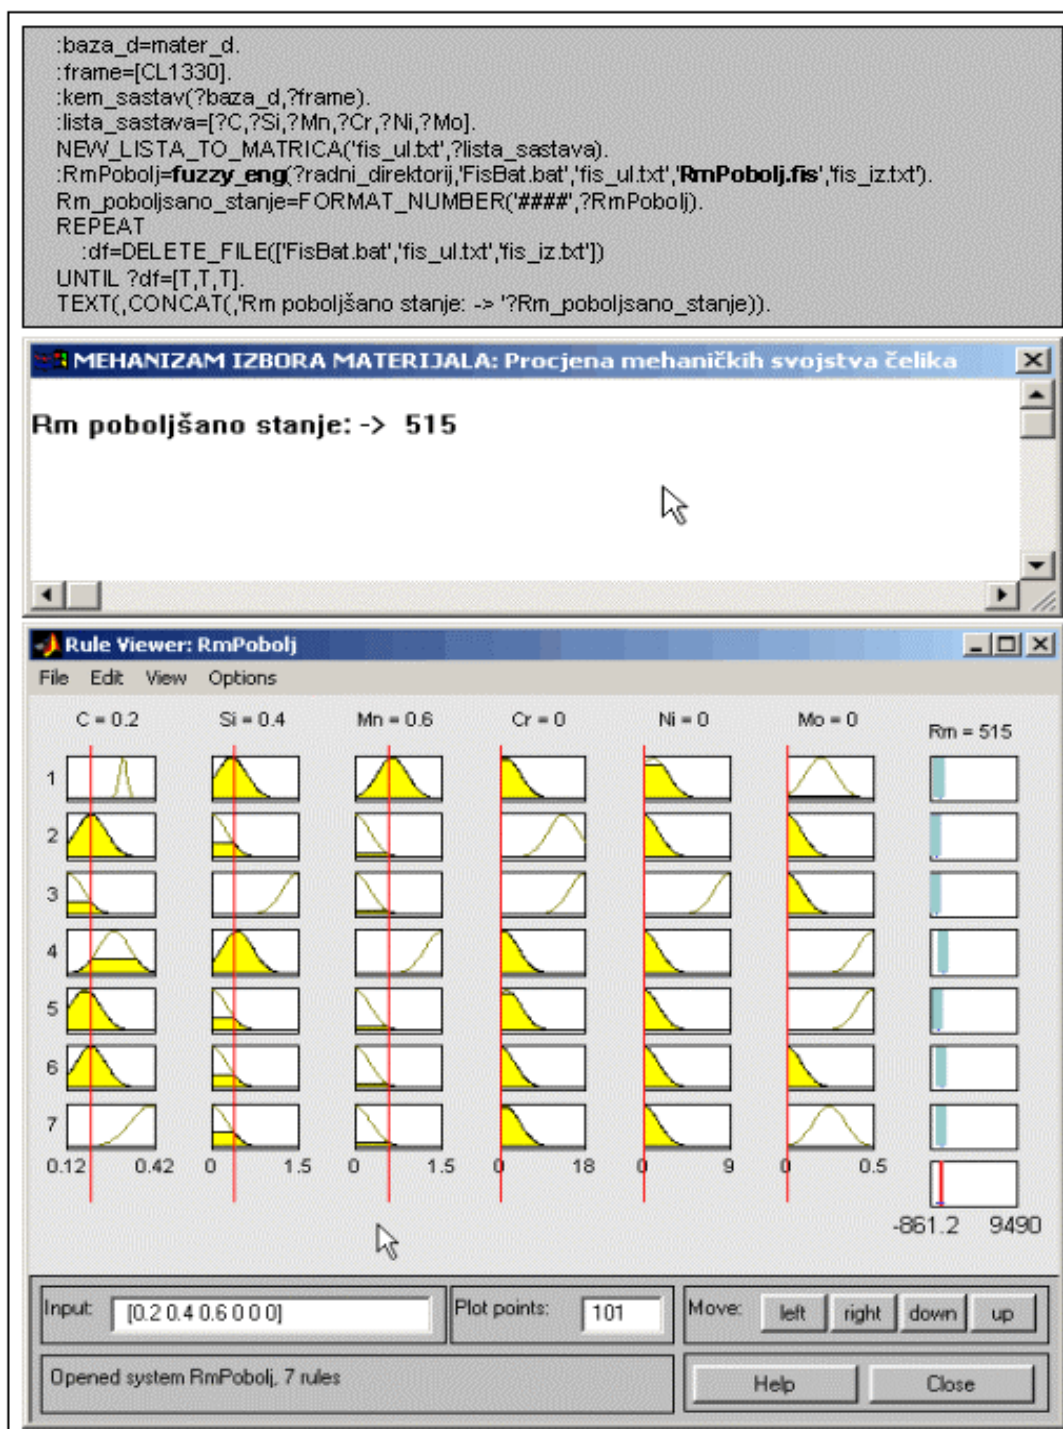 :baza_d=mater_d.
:frame=[CL1330].
:kem_sastav(?baza_d,?frame).
:lista_sastava=[?C,?Si,?Mn,?Cr,?Ni,?Mo].
NEW_LISTA_TO_MATRICA('fis_ul.txt',?lista_sastava).
:RmPobolj=fuzzy_eng(?radni_direktorij,'FisBat.bat','fis_ul.txt','RmPobolj.fis','fis_iz.txt').
Rm_poboljsano_stanje=FORMAT_NUMBER('####',?RmPobolj).
REPEAT
:df=DELETE_FILE(['FisBat.bat','fis_ul.txt','fis_iz.txt'])
UNTIL ?df=[T,T,T].
TEXT(,CONCAT(,'Rm poboljšano stanje: -> '?Rm_poboljsano_stanje)).
MEHANIZAM IZBORA MATERIJALA: Procjena mehaničkih svojstva čelika
Rm poboljšano stanje: -> 515
Rule Viewer: RmPobolj
File Edit View Options
C = 0.2 Si = 0.4 Mn = 0.6 Cr = 0 Ni = 0 Mo = 0 Rm = 515
1
2
3
4
5
6
7
0.12 0.42 0 1.5 0 1.5 0 18 0 9 0 0.5
-861.2 9490
Input: [0.2 0.4 0.6 0 0 0] Plot points: 101 Move: left right down up
Opened system RmPobolj, 7 rules Help Close